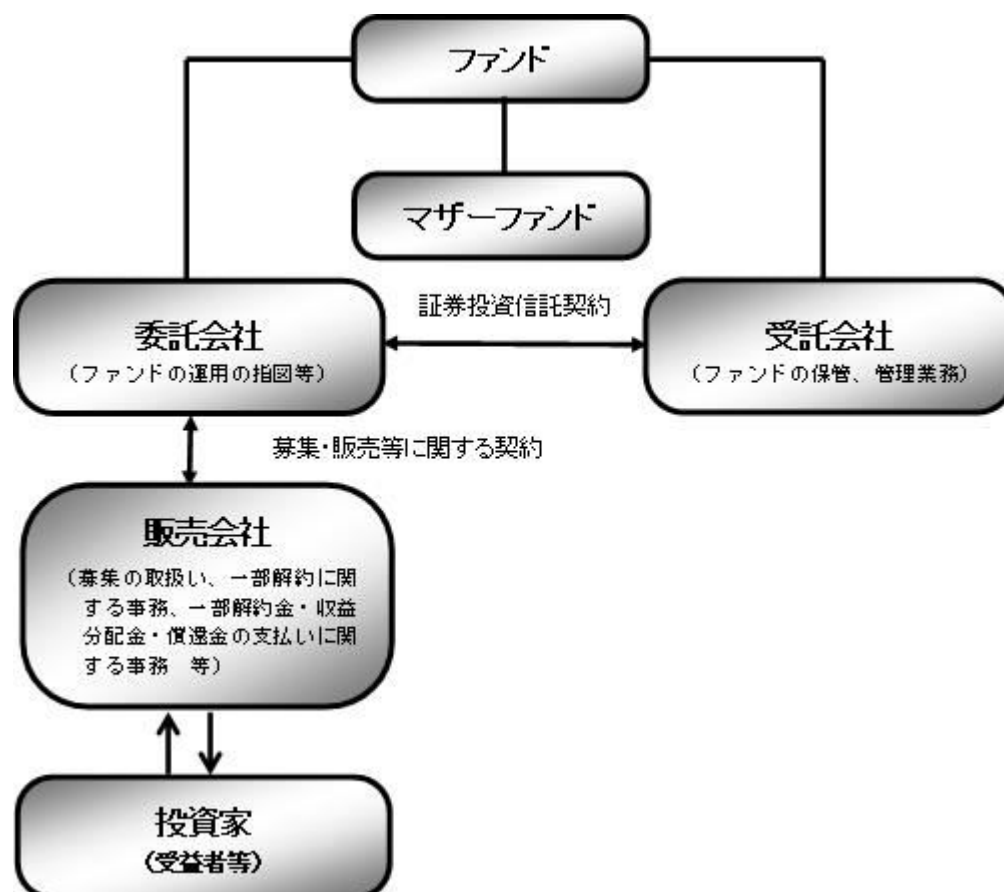 ファンド
マザーファンド
証券投資信託契約
委託会社
（ファンドの運用の指図等）
受託会社
（ファンドの保管、管理業務）
募集・販売等に関する契約
販売会社
（募集の取扱い、一部解約に関
する事務、一部解約金・収益
分配金・償還金の支払いに関
する事務　等）
投資家
（受益者等）